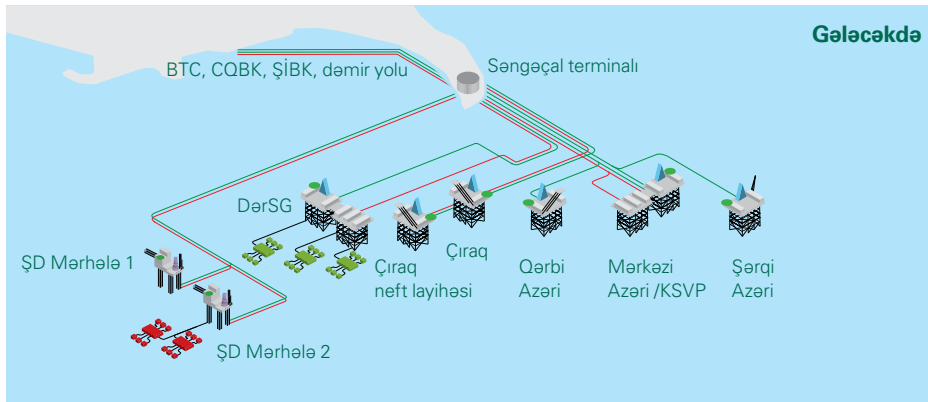 Gələcəkdə
BTC, CQBK, ŞİBK, dəmir yolu
Səngəçal terminalı
DərSG
ŞD Mərhələ 1
Çıraq
neft layihəsi
Çıraq
Qərbi
Azəri
Mərkəzi
Azəri /KSVP
Şərqi
Azəri
ŞD Mərhələ 2